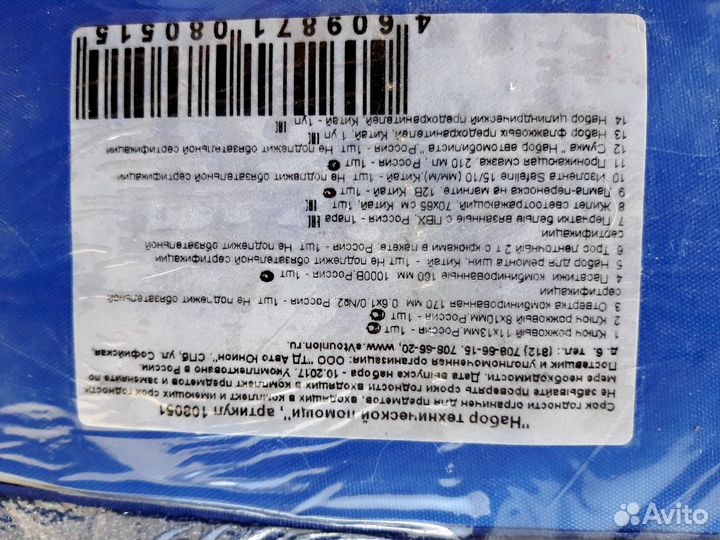 "Набор технической помощи", артикул 108051
Срок годности ограничен для предметов, входящих в комплект и имеющих срок годности
Не забывайте проверять сроки годности входящих в комплект предметов и заменяйте по
мере необходимости. Дата выпуска набора - 10.2017. Укомплектовано в России.
Поставщик и уполномоченная организация: ООО "ТД Авто Юнион", СПб, ул. Софийская
д. 6. тел.: (812) 708-66-16. 708-66-20, www.avtounion.ru.
1 Ключ рожковый 11х13мм.Россия - 1шт
2 Ключ рожковый 8х10мм.Россия - 1шт
3 Отвертка комбинированная 170 мм 0.6х1.0/№2 Россия - 1шт Не подлежит обязательной
сертификации
4 Пасатижи комбинированные 160 мм 1000В.Россия - 1шт
5 Набор для ремонта шин. Китай - 1шт Не подлежит обязательной сертификации
6 Трос ленточный 2 т с крюками в пакете. Россия - 1шт Не подлежит обязательной
сертификации
7 Перчатки белые вязанные с ПВХ, Россия - 1пара
8 Жилет светоотражающий, 70х65 см, Китай, 1шт.
9 Лампа-переноска на магните, 12В, Китай - 1шт
10 Изолента Safeline 15/10 (мм/м) (Китай) Не подлежит обязательной сертификации
11 Проникающая смазка, 210 мл , Россия - 1шт
12 Сумка " Набор автомобилиста ",Россия - 1шт Не подлежит обязательной сертификации
13 Набор флажковых предохранителей, Китай, 1 уп
14 Набор цилиндрический предохранителей, Китай - 1уп
4 609871 080515
Avito